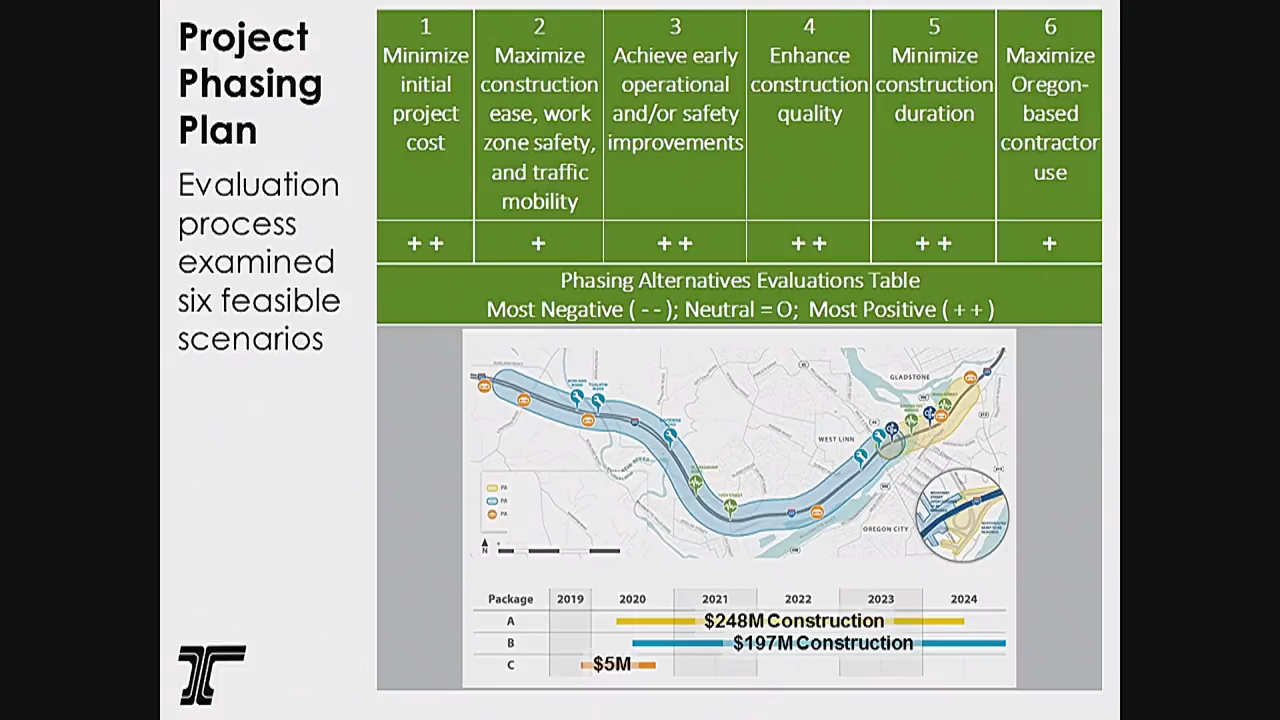 Project
Phasing
Plan
Evaluation
process
examined
six feasible
scenarios
1
Minimize
initial
project
cost
2
Maximize
construction
ease, work
zone safety,
and traffic
mobility
3
Achieve early
operational
and/or safety
improvements
4
Enhance
construction
quality
5
Minimize
construction
duration
6
Maximize
Oregon-
based
contractor
use
+ +
+
+ +
+ +
+ +
+
Phasing Alternatives Evaluations Table
Most Negative ( - - ); Neutral = O; Most Positive ( + + )
GLADSTONE
WEST LINN
OREGON CITY
PA
PA
PA
N
Package 2019 2020 2021 2022 2023 2024
A $248M Construction
B $197M Construction
C $5M